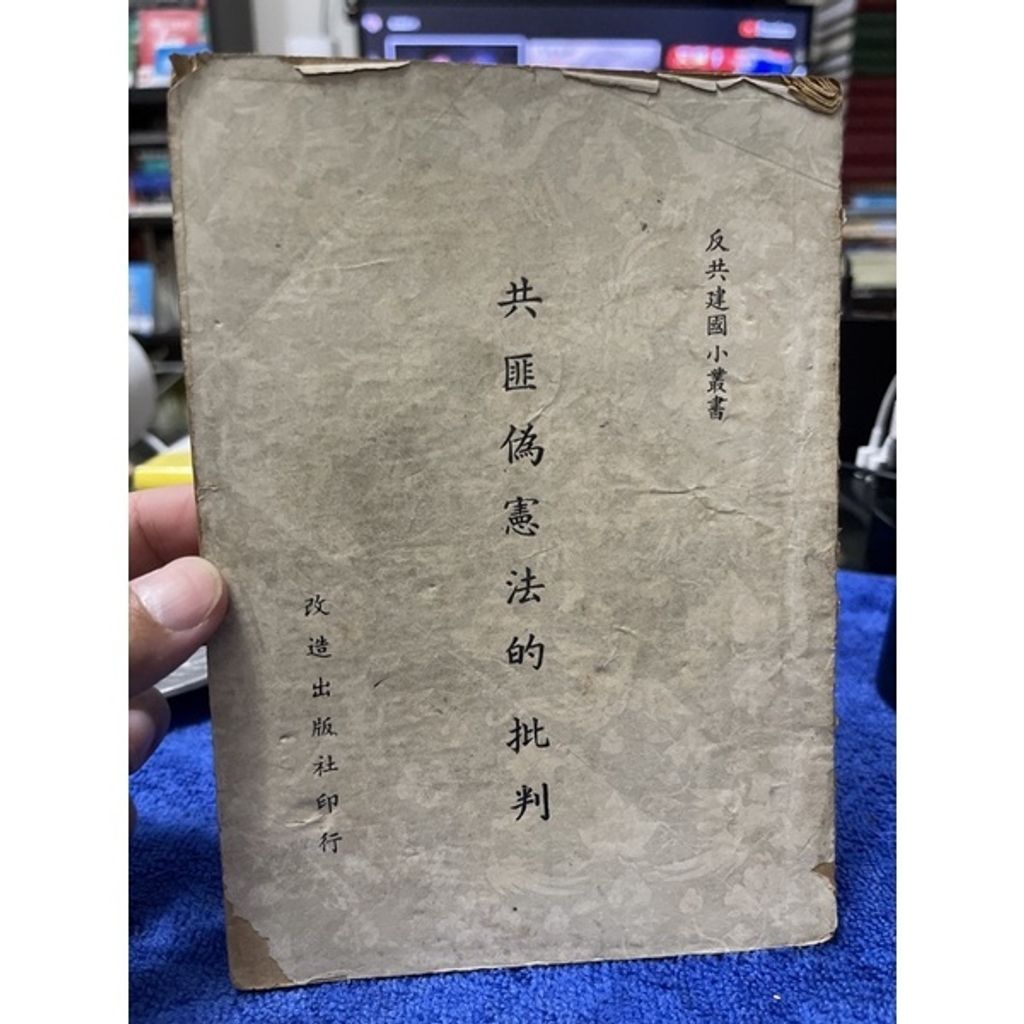 反共建國小叢書
共匪偽憲法的批判
改造出版社印行